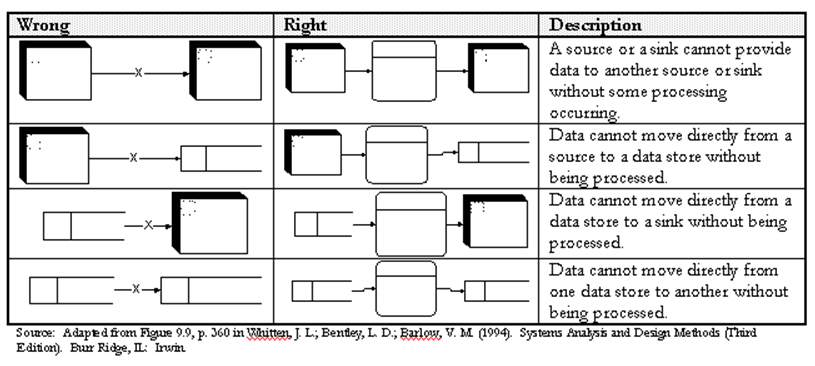 Wrong Right Description
A source or a sink cannot provide
data to another source or sink
without some processing
occurring.
Data cannot move directly from a
source to a data store without
being processed.
Data cannot move directly from a
data store to a sink without being
processed.
Data cannot move directly from
one data store to another without
being processed.
X
X
X
X
Source: Adapted from Figure 9.9, p. 360 in Whitten, J. L.; Bentley, L. D.; Barlow, V. M. (1994). Systems Analysis and Design Methods (Third
Edition). Burr Ridge, IL: Irwin.